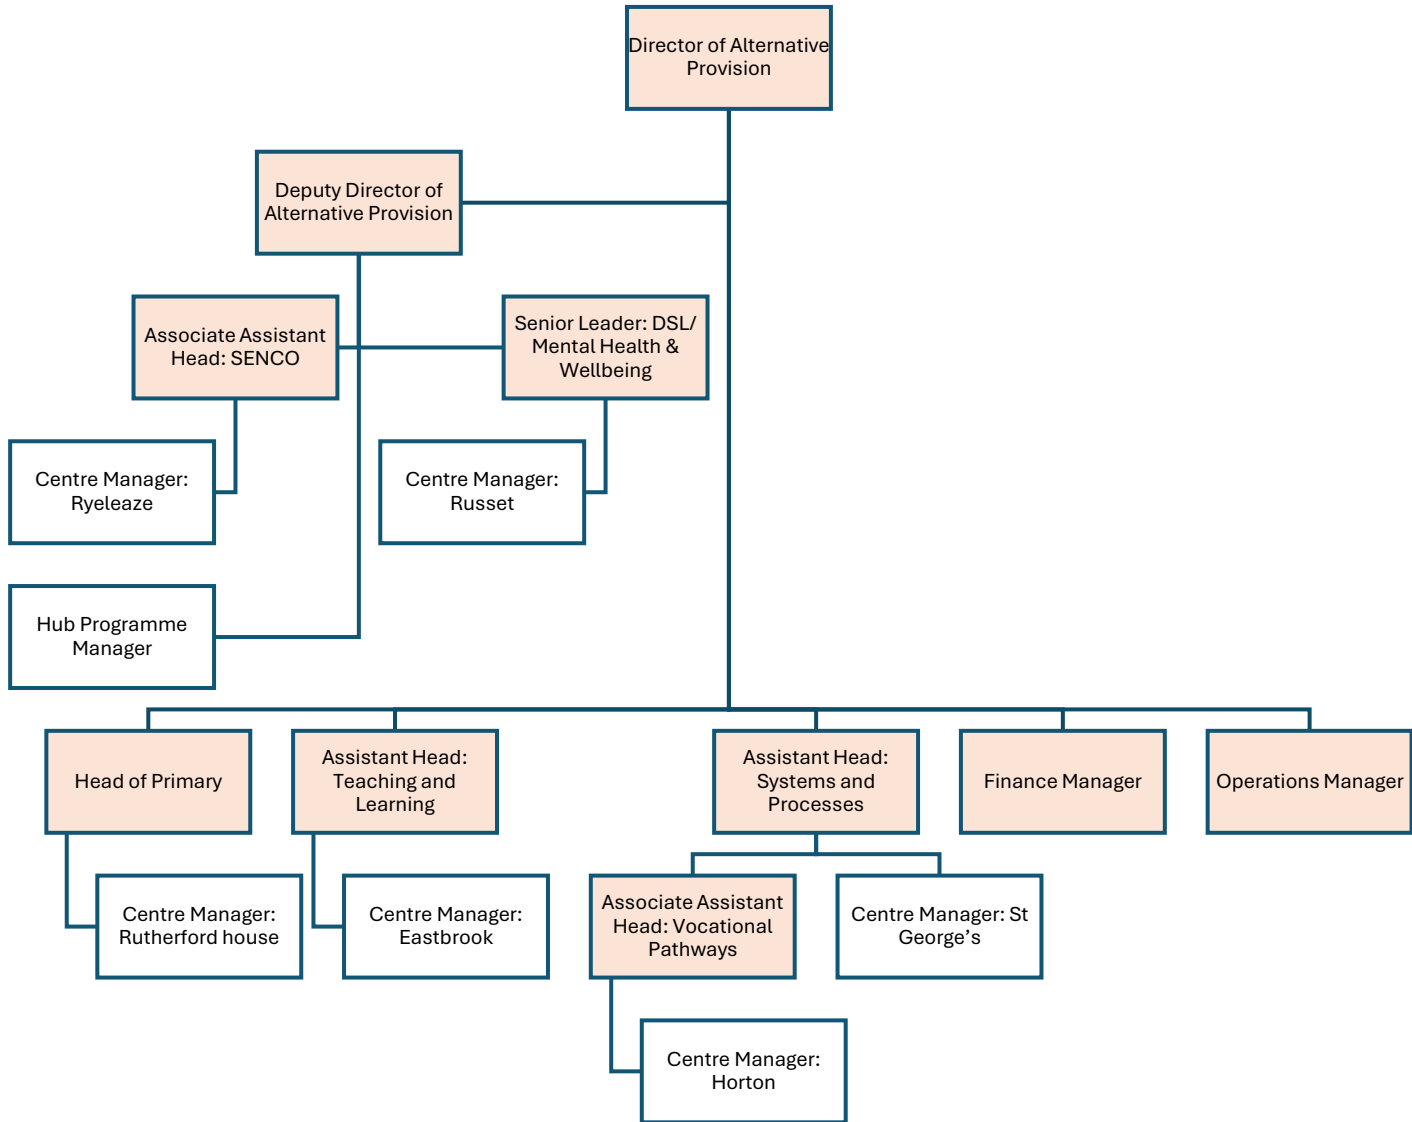 Director of Alternative
Provision
Deputy Director of
Alternative Provision
Associate Assistant
Head: SENCO
Senior Leader: DSL/
Mental Health &
Wellbeing
Centre Manager:
Ryeleaze
Centre Manager:
Russet
Hub Programme
Manager
Head of Primary
Assistant Head:
Teaching and
Learning
Assistant Head:
Systems and
Processes
Finance Manager
Operations Manager
Centre Manager:
Rutherford house
Centre Manager:
Eastbrook
Associate Assistant
Head: Vocational
Pathways
Centre Manager: St
George’s
Centre Manager:
Horton